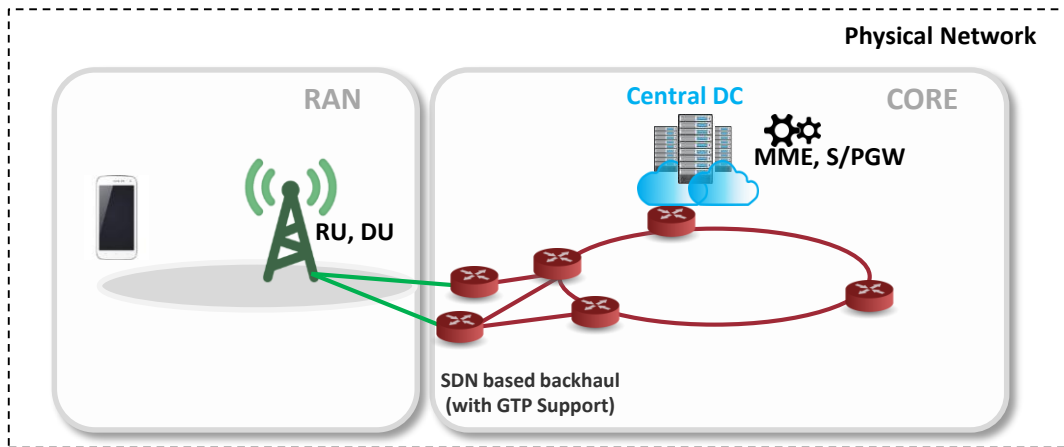 Physical Network
RAN
CORE
Central DC
MME, S/PGW
RU, DU
SDN based backhaul
(with GTP Support)